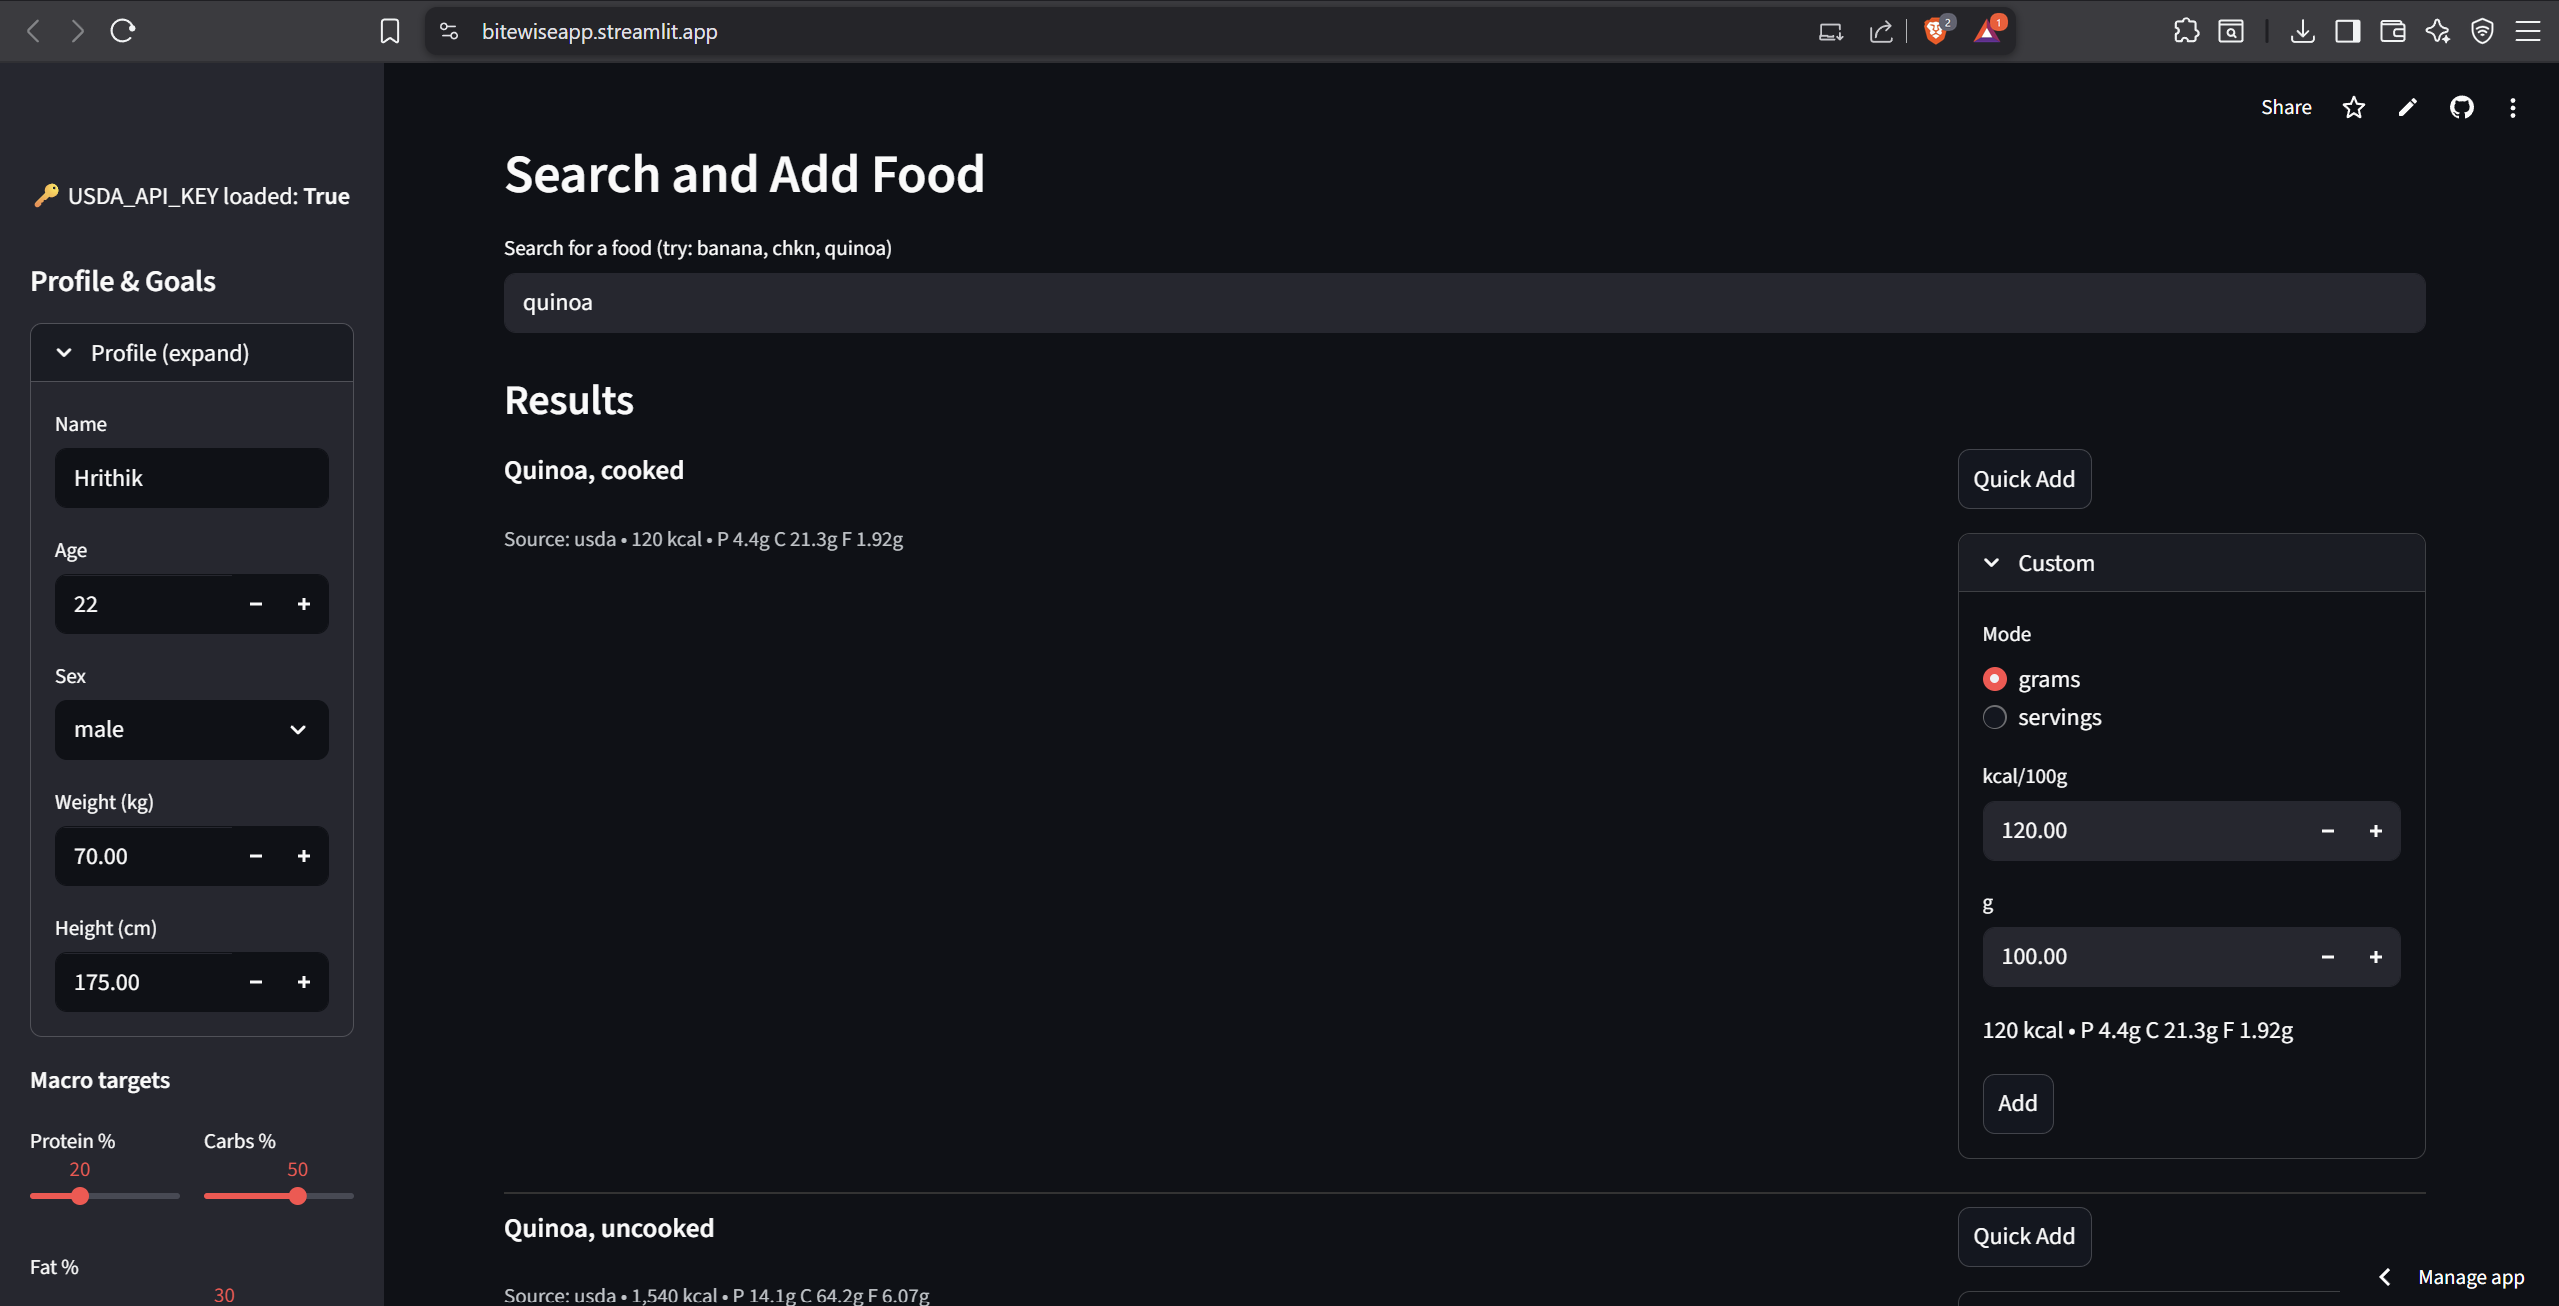 bitewiseapp.streamlit.app
2
1
Share
USDA_API_KEY loaded: True
Profile & Goals
Profile (expand)
Name
Hrithik
Age
22
Sex
male
Weight (kg)
70.00
Height (cm)
175.00
Macro targets
Protein %
20
Carbs %
50
Fat %
30
Search and Add Food
Search for a food (try: banana, chkn, quinoa)
quinoa
Results
Quinoa, cooked
Source: usda • 120 kcal • P 4.4g C 21.3g F 1.92g
Quick Add
Custom
Mode
grams
servings
kcal/100g
120.00
g
100.00
120 kcal • P 4.4g C 21.3g F 1.92g
Add
Quinoa, uncooked
Source: usda • 1,540 kcal • P 14.1g C 64.2g F 6.07g
Quick Add
Manage app